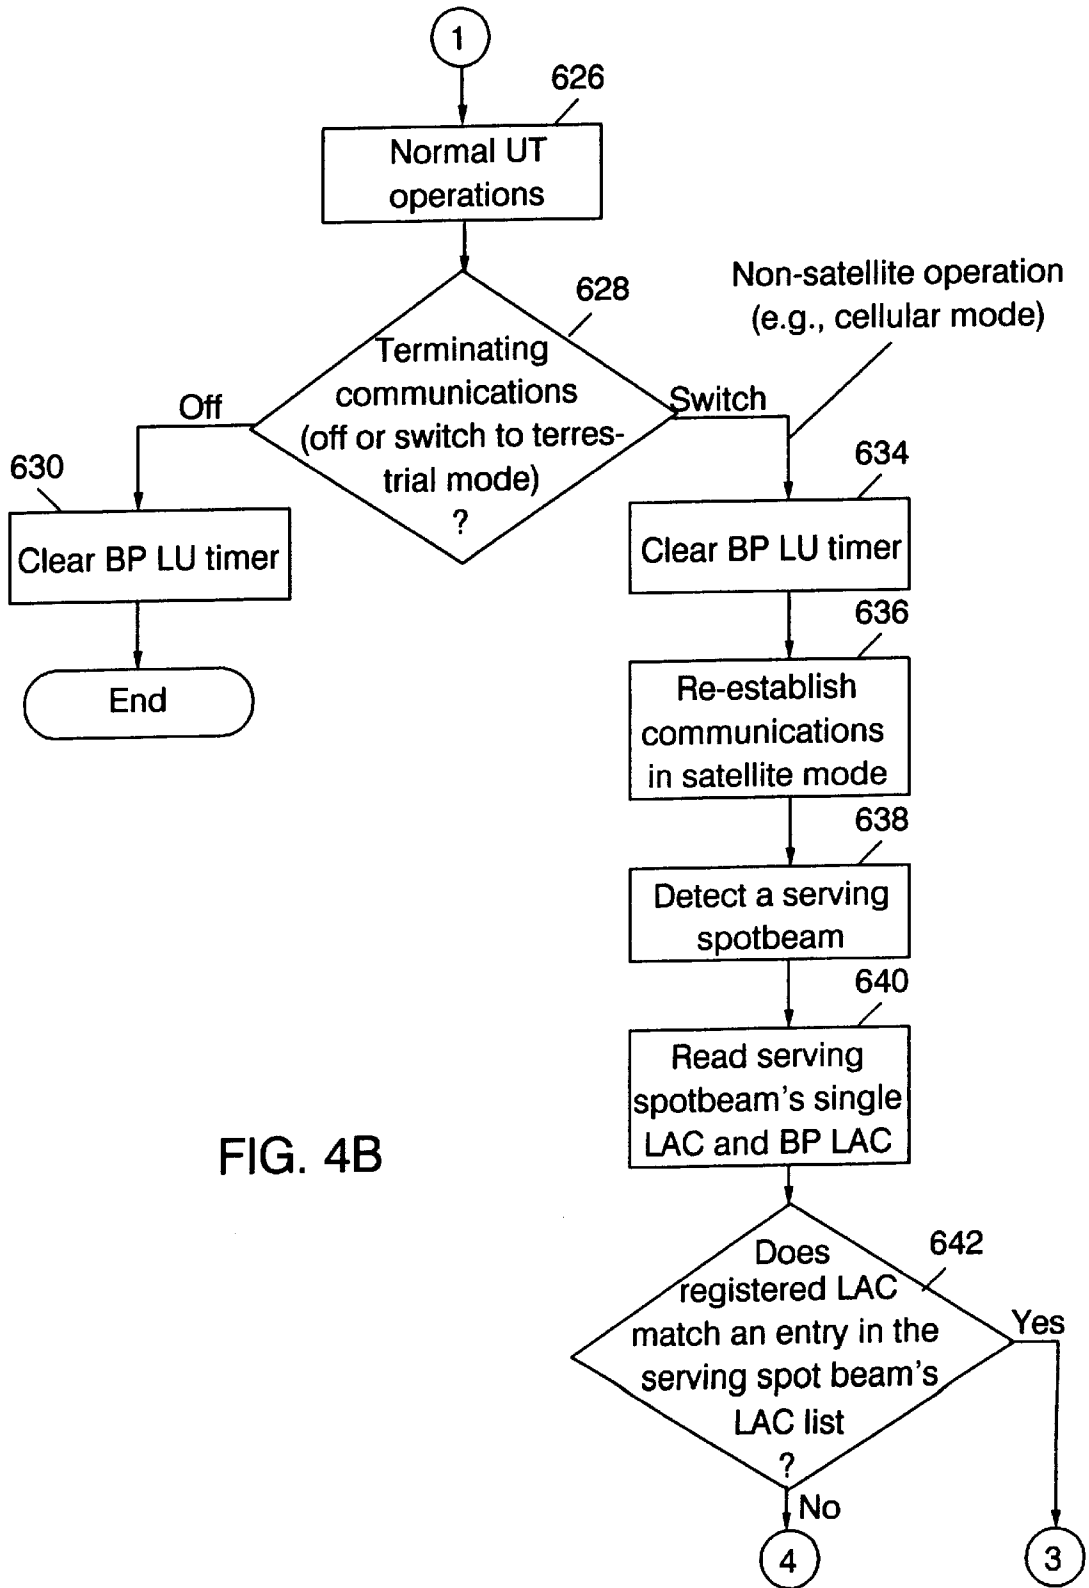 1
626
Normal UT
operations
628
Non-satellite operation
(e.g., cellular mode)
Terminating
communications
(off or switch to terres-
trial mode)
?
Off
Switch
630
Clear BP LU timer
End
634
Clear BP LU timer
636
Re-establish
communications
in satellite mode
638
Detect a serving
spotbeam
640
Read serving
spotbeam's single
LAC and BP LAC
FIG. 4B
642
Does
registered LAC
match an entry in the
serving spot beam's
LAC list
?
Yes
No
4
3